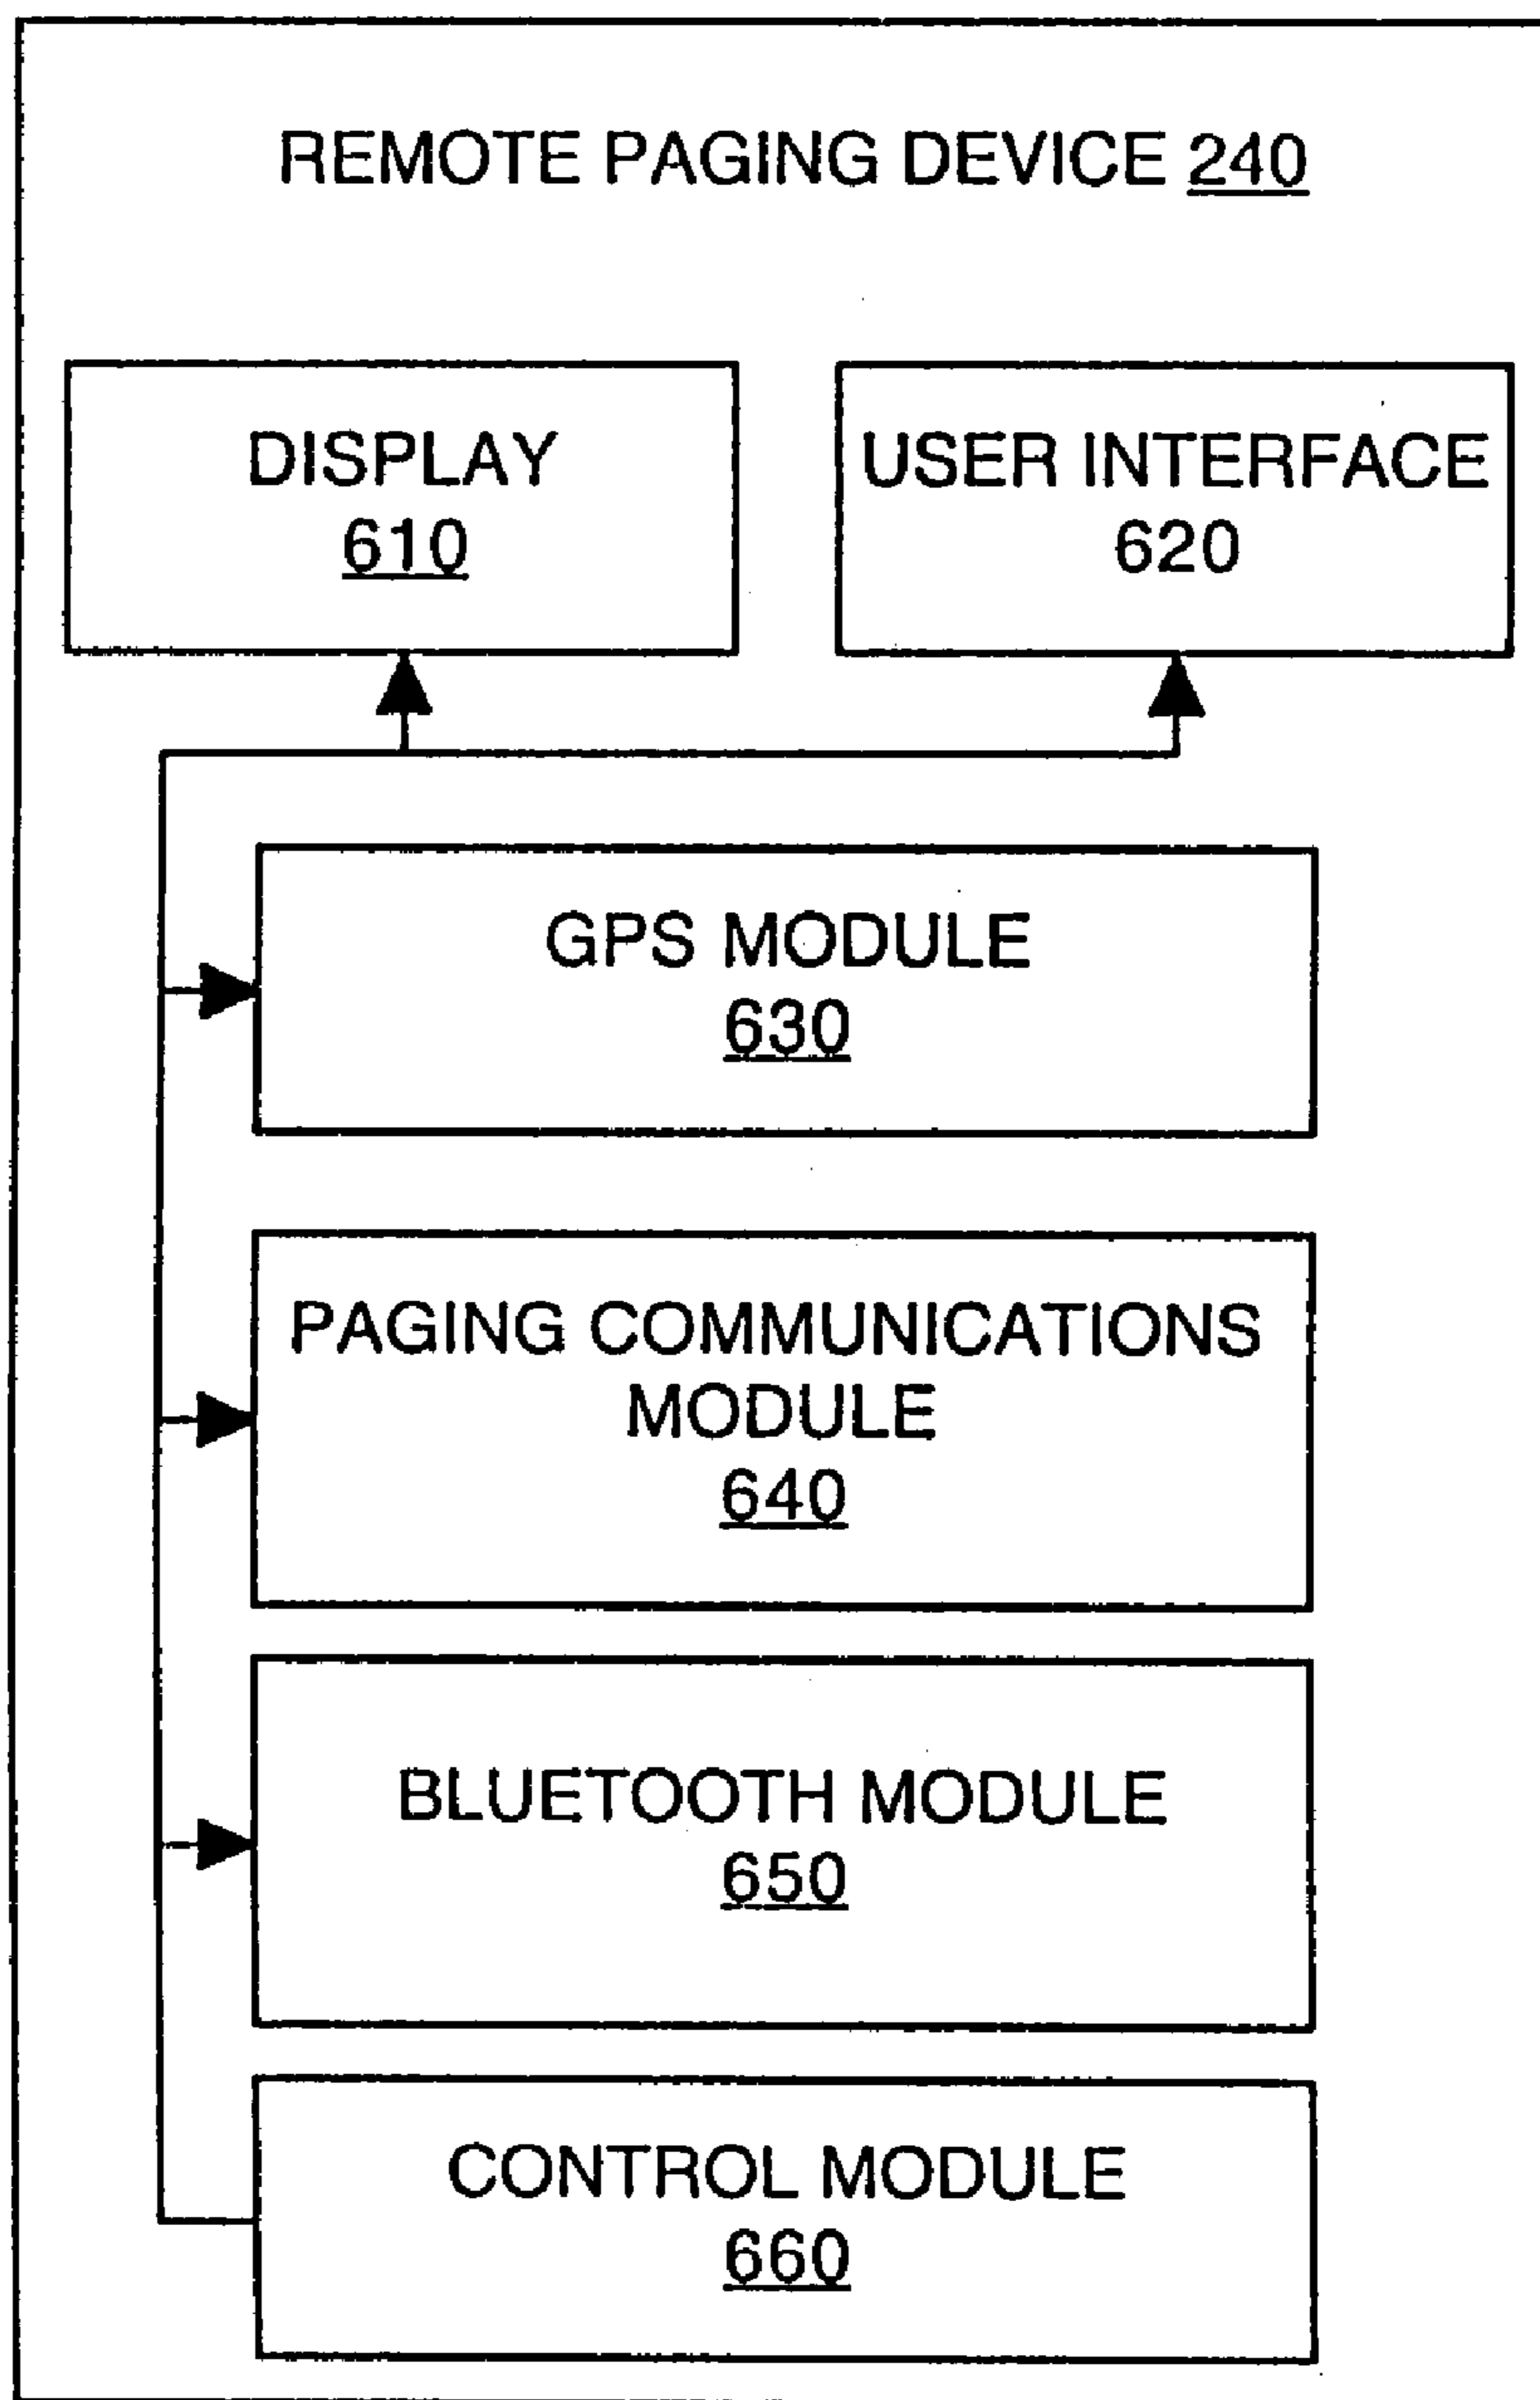 REMOTE PAGING DEVICE 240
DISPLAY
610
USER INTERFACE
620
GPS MODULE
630
PAGING COMMUNICATIONS
MODULE
640
BLUETOOTH MODULE
650
CONTROL MODULE
660